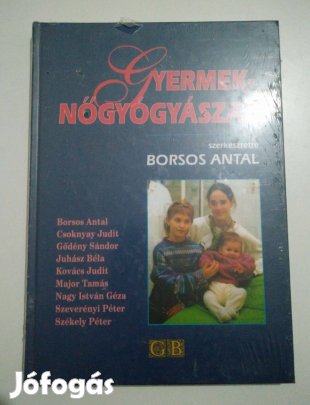 GYERMEK-
NŐGYÓGYÁSZAT
szerkesztette
BORSOS ANTAL
Borsos Antal
Csoknyay Judit
Gődény Sándor
Juhász Béla
Kovács Judit
Major Tamás
Nagy István Géza
Szeverényi Péter
Székely Péter
GB
Jófogás